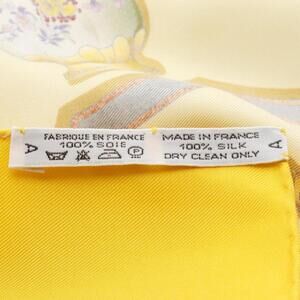 A
FABRIQUE EN FRANCE
100% SOIE
P
MADE IN FRANCE
100% SILK
DRY CLEAN ONLY
A